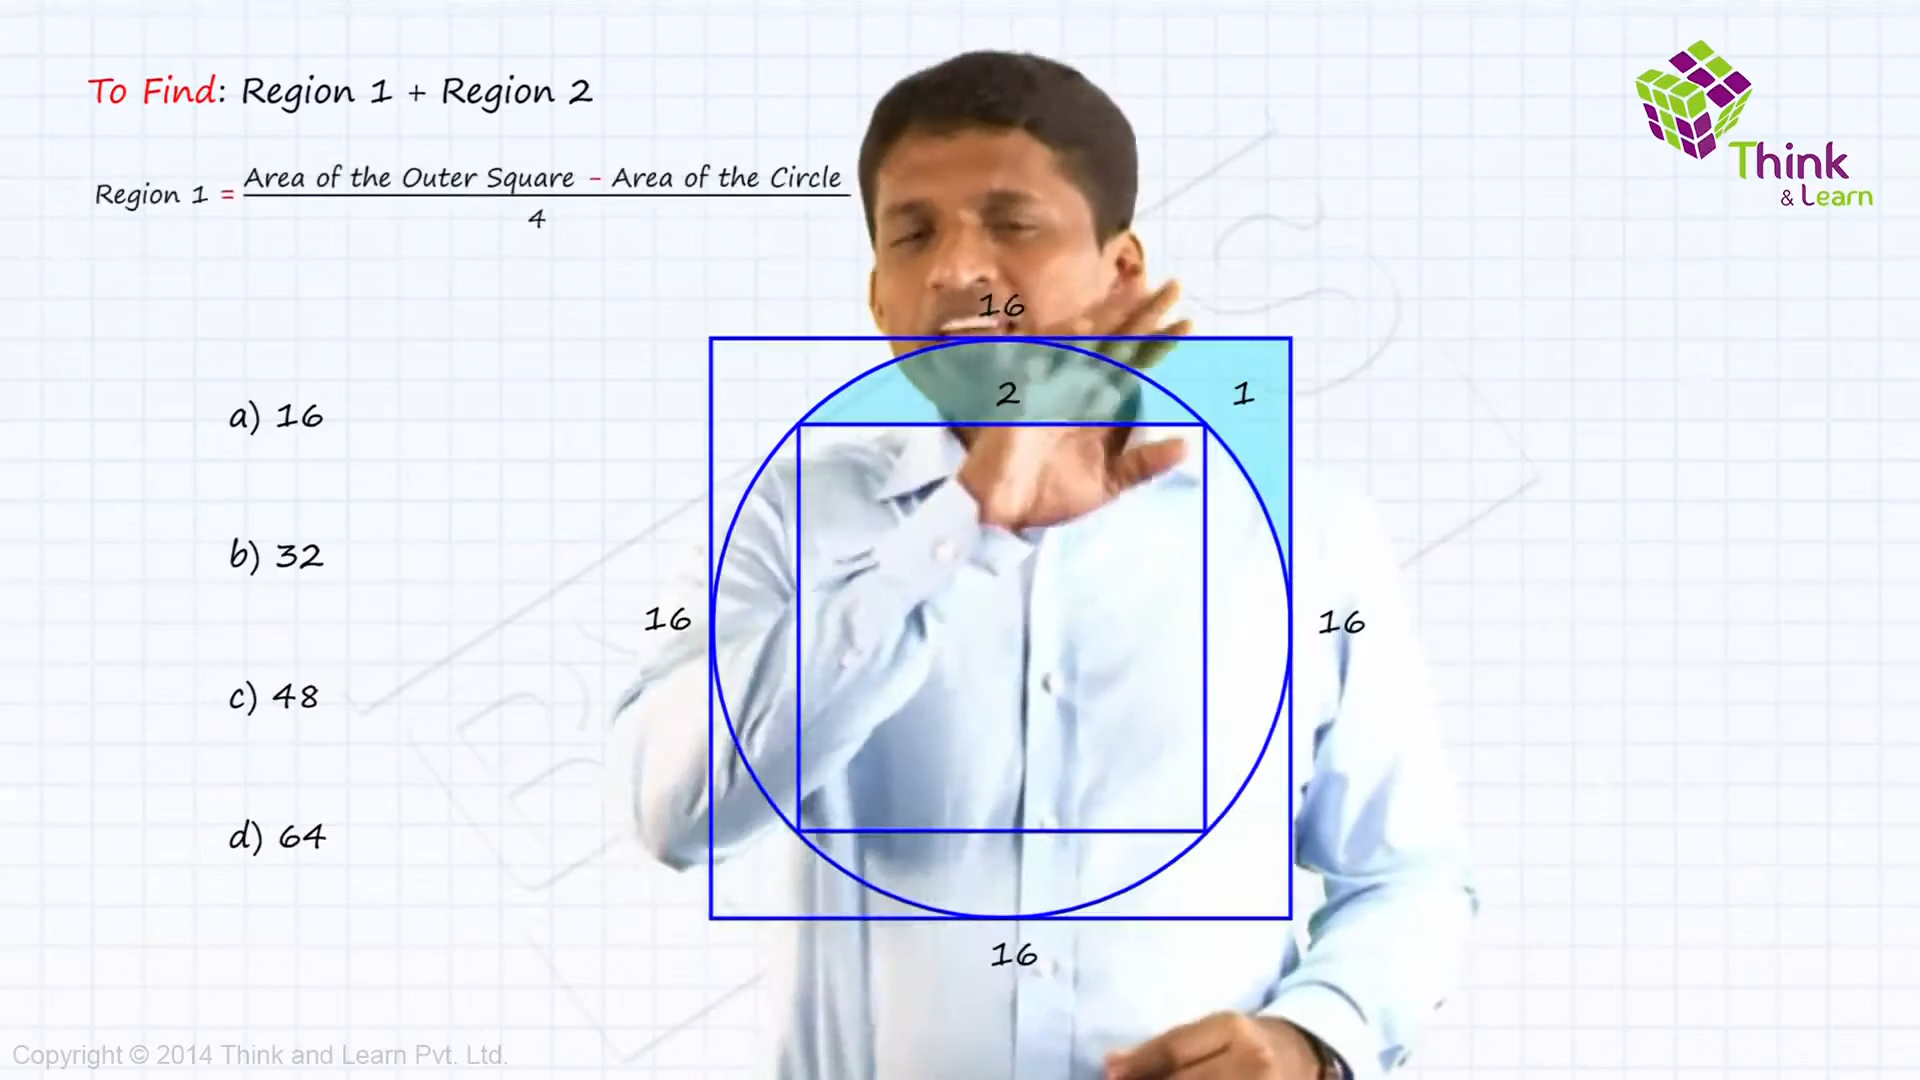 To Find: Region 1 + Region 2
Think
& Learn
Region 1 = Area of the Outer Square - Area of the Circle
4
16
2
1
a) 16
b) 32
16
16
c) 48
d) 64
16
Copyright © 2014 Think and Learn Pvt. Ltd.